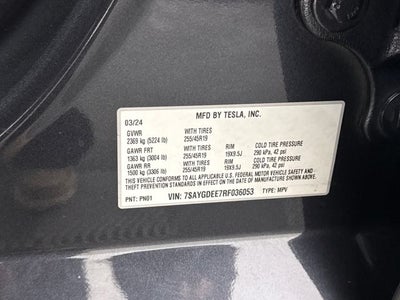 MFD BY TESLA, INC.
03/24
GVWR WITH TIRES
2369 kg (5224 lb) 255/45R19
GAWR FRT WITH TIRES RIM COLD TIRE PRESSURE
1363 kg (3004 lb) 255/45R19 19X9.5J 290 kPa, 42 psi
GAWR RR WITH TIRES RIM COLD TIRE PRESSURE
1500 kg (3306 lb) 255/45R19 19X9.5J 290 kPa, 42 psi
THIS VEHICLE CONFORMS TO ALL APPLICABLE U.S. FEDERAL MOTOR VEHICLE SAFETY AND
THEFT PREVENTION STANDARDS IN EFFECT ON THE DATE OF MANUFACTURE SHOWN ABOVE.
PNT: PN01 VIN: 7SAYGDEE7RF036053 TYPE: MPV